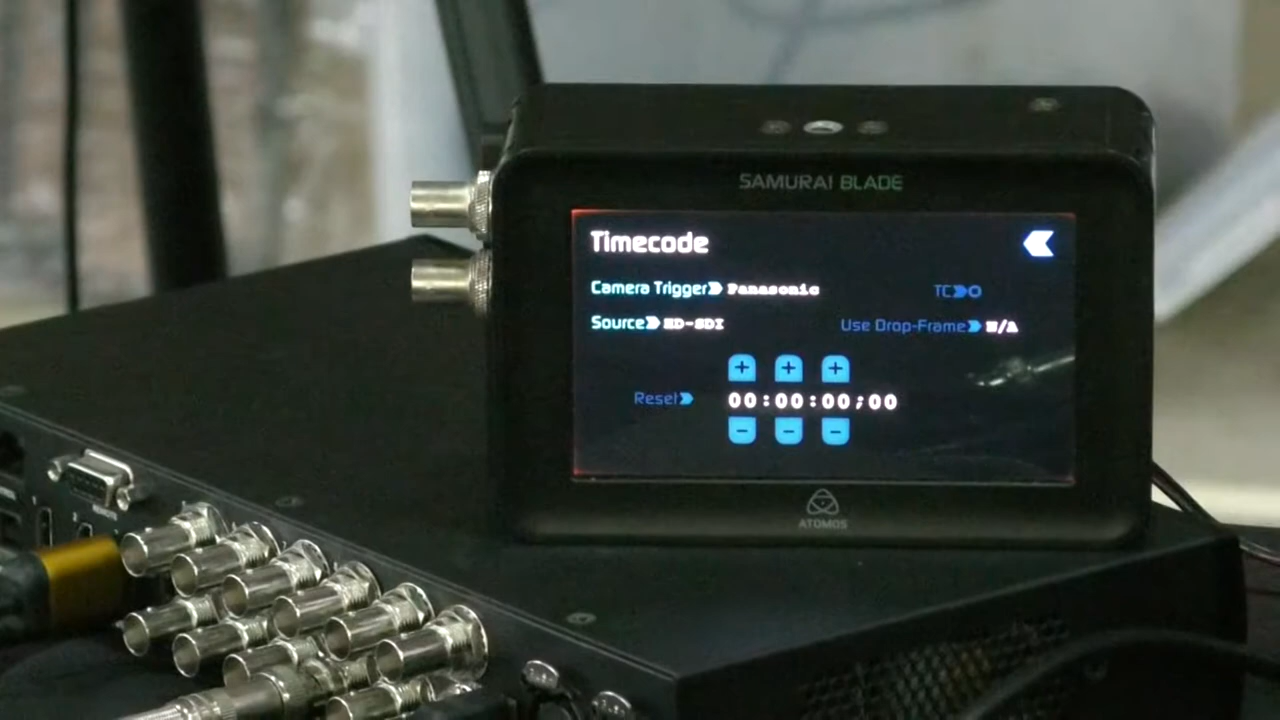 SAMURAI BLADE
Timecode
Camera Trigger Panasonic
TC
Source HD-SDI
Use Drop-Frame N/A
+ + +
Reset 00:00:00;00
- - -
ATOMOS